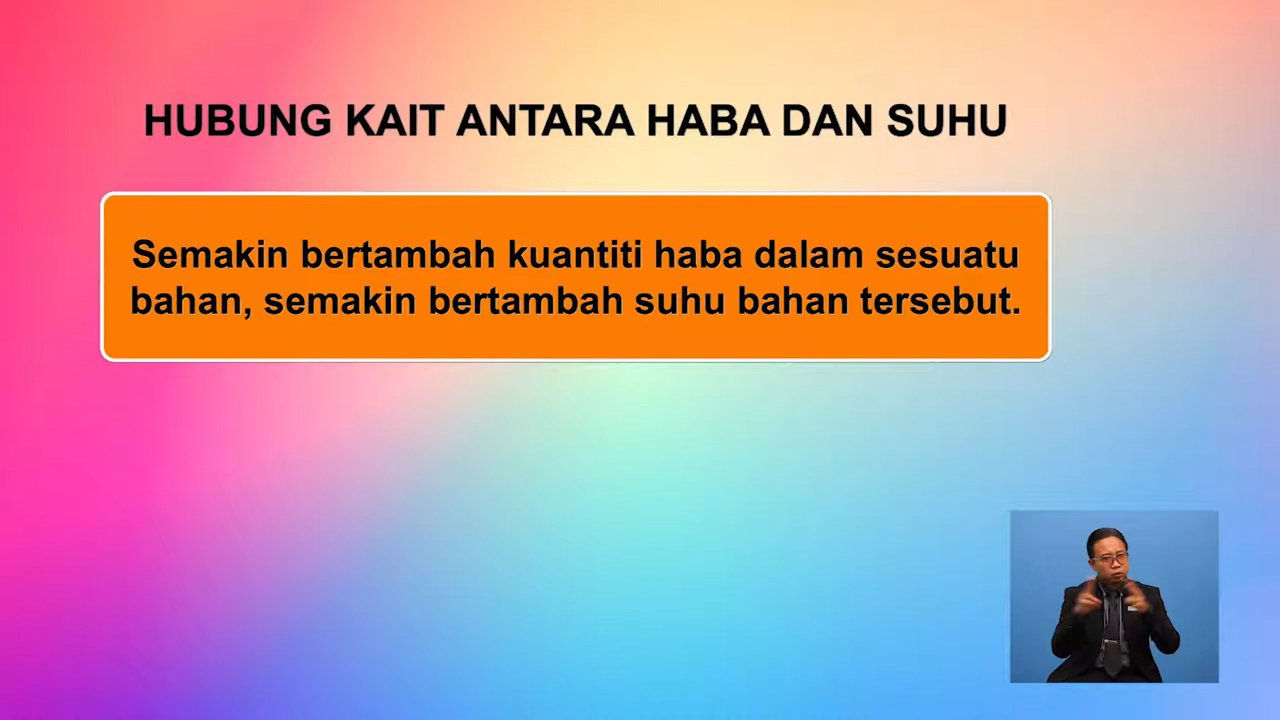 HUBUNG KAIT ANTARA HABA DAN SUHU
Semakin bertambah kuantiti haba dalam sesuatu
bahan, semakin bertambah suhu bahan tersebut.